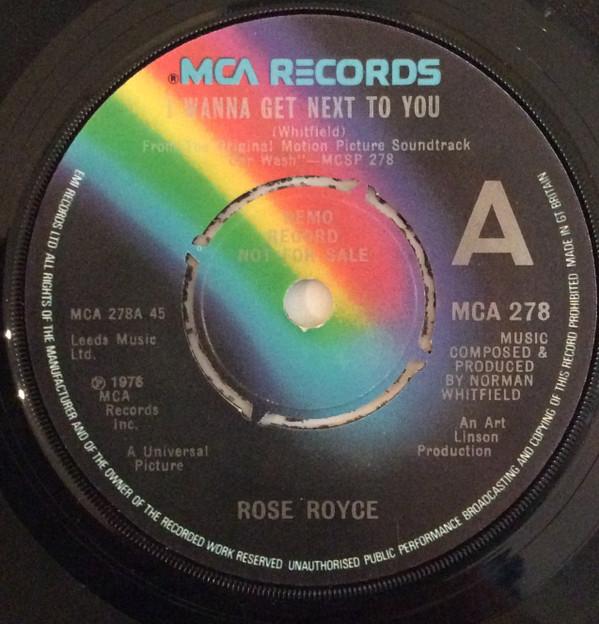 ®MCA RECORDS
I WANNA GET NEXT TO YOU
(Whitfield)
From The Original Motion Picture Soundtrack
"Car Wash"—MCSP 278
DEMO
RECORD
NOT FOR SALE
A
MCA 278A 45
Leeds Music
Ltd.
℗ 1976
MCA
Records
Inc.
A Universal
Picture
MCA 278
MUSIC
COMPOSED &
PRODUCED
BY NORMAN
WHITFIELD
An Art
Linson
Production
ROSE ROYCE
EMI RECORDS LTD ALL RIGHTS OF THE MANUFACTURER AND OF THE OWNER OF THE RECORDED WORK RESERVED UNAUTHORISED PUBLIC PERFORMANCE BROADCASTING AND COPYING OF THIS RECORD PROHIBITED MADE IN GT BRITAIN